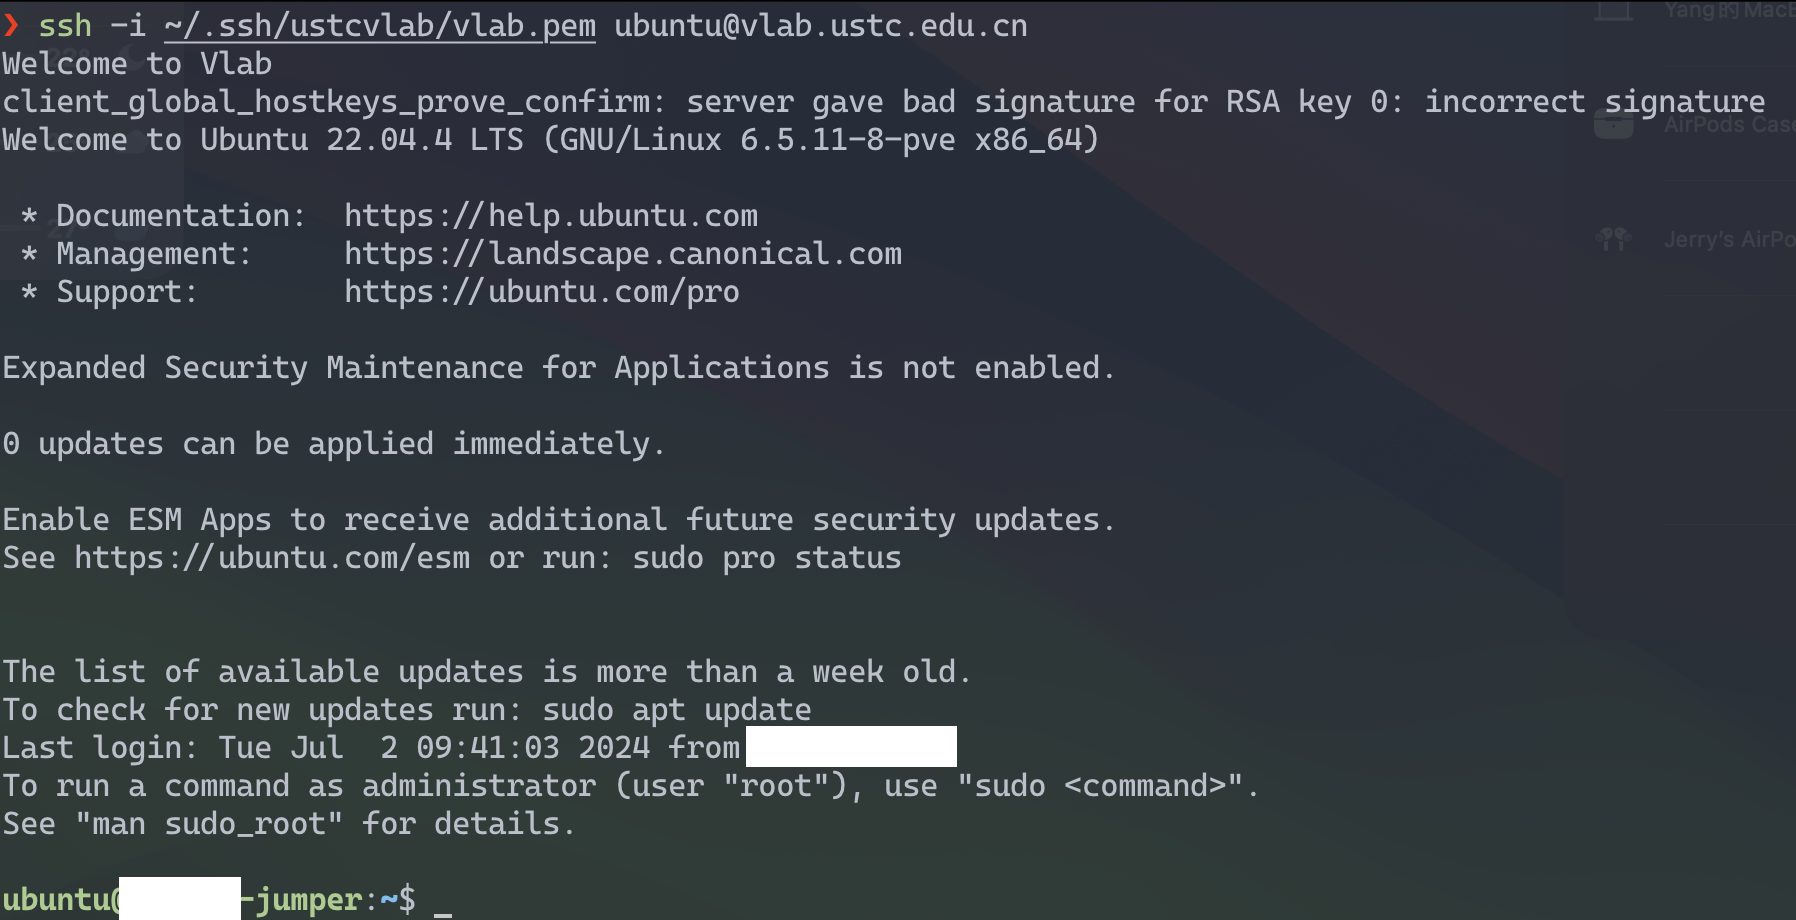 ❯ ssh -i ~/.ssh/ustcvlab/vlab.pem ubuntu@vlab.ustc.edu.cn
Welcome to Vlab
client_global_hostkeys_prove_confirm: server gave bad signature for RSA key 0: incorrect signature
Welcome to Ubuntu 22.04.4 LTS (GNU/Linux 6.5.11-8-pve x86_64)
* Documentation:  https://help.ubuntu.com
* Management:     https://landscape.canonical.com
* Support:        https://ubuntu.com/pro
Expanded Security Maintenance for Applications is not enabled.
0 updates can be applied immediately.
Enable ESM Apps to receive additional future security updates.
See https://ubuntu.com/esm or run: sudo pro status
The list of available updates is more than a week old.
To check for new updates run: sudo apt update
Last login: Tue Jul  2 09:41:03 2024 from
To run a command as administrator (user "root"), use "sudo <command>".
See "man sudo_root" for details.
ubuntu@ -jumper:~$ _
Yang的
AirPods
Jerry's